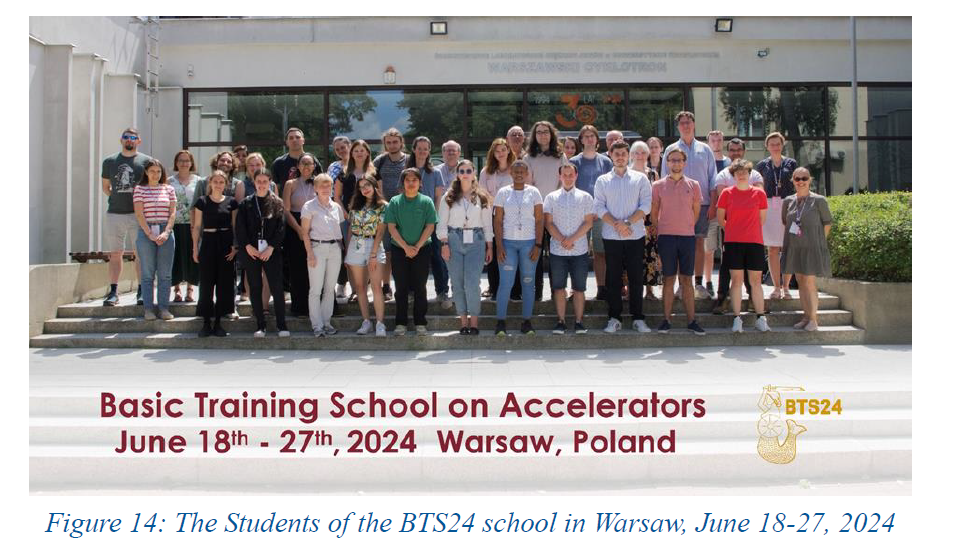 WARSZAWSKI CYKLOTRON
Basic Training School on Accelerators
June 18th - 27th, 2024 Warsaw, Poland
BTS24
Figure 14: The Students of the BTS24 school in Warsaw, June 18-27, 2024